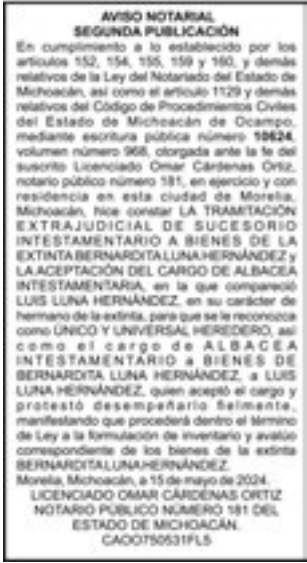 AVISO NOTARIAL
SEGUNDA PUBLICACIÓN
En cumplimiento a lo establecido por los
artículos 152, 154, 155, 159 y 160, y demás
relativos de la Ley del Notariado del Estado de
Michoacán, así como el artículo 1129 y demás
relativos del Código de Procedimientos Civiles
del Estado de Michoacán de Ocampo,
mediante escritura pública número 10624,
volumen número 968, otorgada ante la fe del
suscrito Licenciado Omar Cárdenas Ortiz,
notario público número 181, en ejercicio y con
residencia en esta ciudad de Morelia,
Michoacán, hice constar LA TRAMITACIÓN
EXTRAJUDICIAL DE SUCESORIO
INTESTAMENTARIO A BIENES DE LA
EXTINTA BERNARDITA LUNA HERNÁNDEZ y
LA ACEPTACIÓN DEL CARGO DE ALBACEA
INTESTAMENTARIA, en la que compareció
LUIS LUNA HERNÁNDEZ, en su carácter de
hermano de la extinta, para que se le reconozca
como ÚNICO Y UNIVERSAL HEREDERO, así
como el cargo de ALBACEA
INTESTAMENTARIO a BIENES DE
BERNARDITA LUNA HERNÁNDEZ, a LUIS
LUNA HERNÁNDEZ, quien aceptó el cargo y
protestó desempeñarlo fielmente,
manifestando que procederá dentro el término
de Ley a la formulación de inventario y avalúo
correspondiente de los bienes de la extinta
BERNARDITA LUNA HERNÁNDEZ.
Morelia, Michoacán, a 15 de mayo de 2024.
LICENCIADO OMAR CÁRDENAS ORTIZ
NOTARIO PÚBLICO NÚMERO 181 DEL
ESTADO DE MICHOACÁN.
CAOO750531FL5